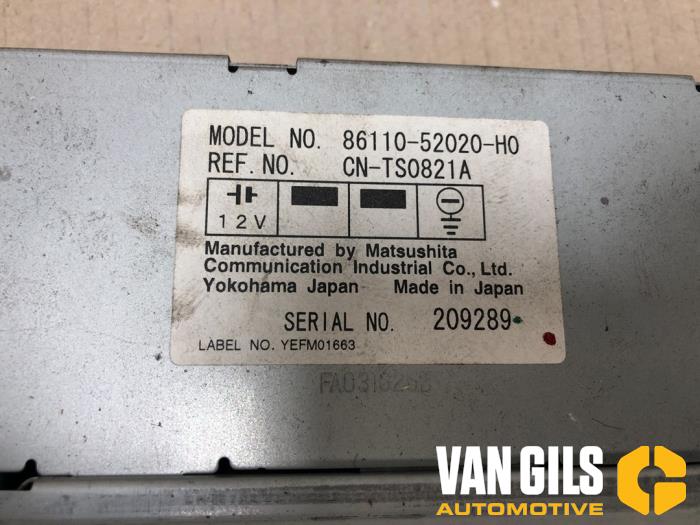 MODEL NO. 86110-52020-H0
REF. NO. CN-TS0821A
12V
Manufactured by Matsushita
Communication Industrial Co., Ltd.
Yokohama Japan Made in Japan
SERIAL NO. 209289
LABEL NO. YEFM01663
VAN GILS
AUTOMOTIVE